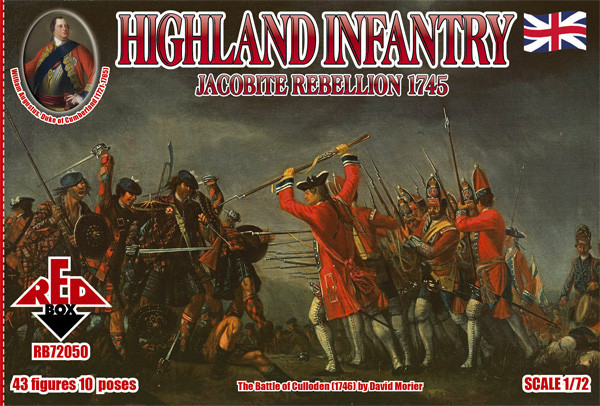 HIGHLAND INFANTRY
JACOBITE REBELLION 1745
William Augustus, Duke of Cumberland (1721-1765)
RED
BOX
RB72050
43 figures 10 poses
The Battle of Culloden (1746) by David Morier
SCALE 1/72